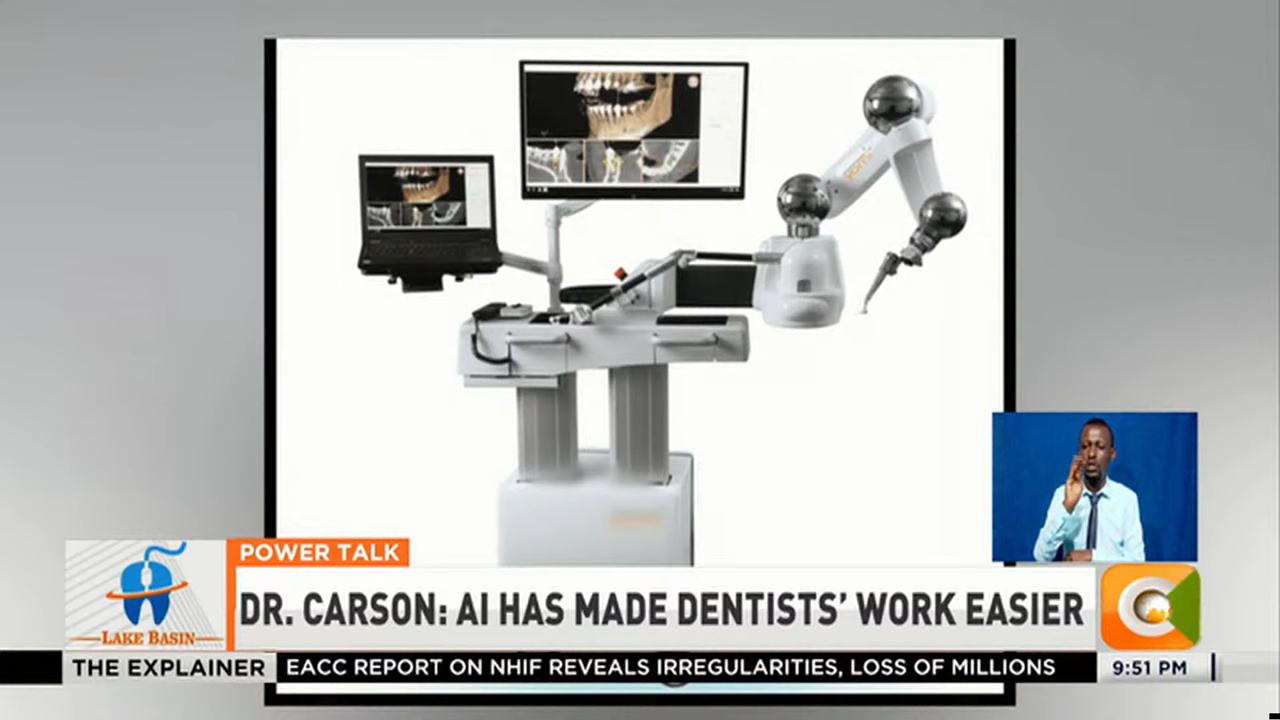 POWER TALK
DR. CARSON: AI HAS MADE DENTISTS' WORK EASIER
LAKE BASIN
THE EXPLAINER
EACC REPORT ON NHIF REVEALS IRREGULARITIES, LOSS OF MILLIONS
9:51 PM